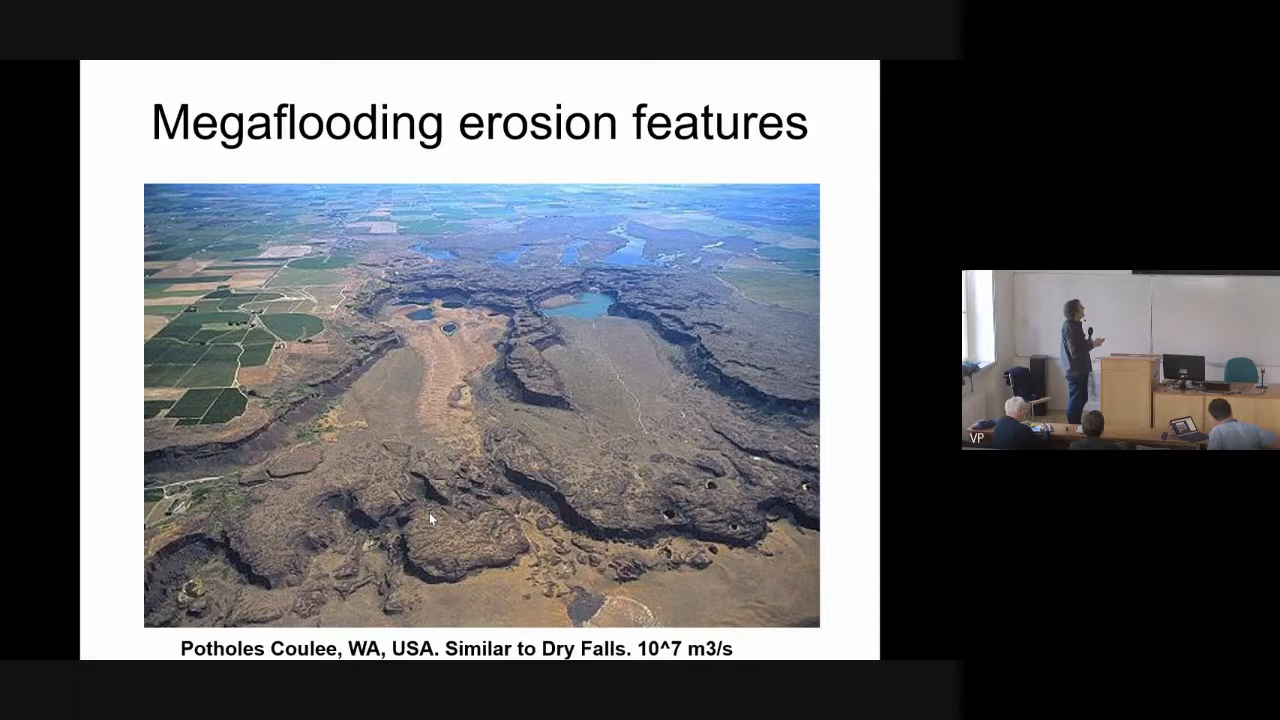 Megaflooding erosion features
Potholes Coulee, WA, USA. Similar to Dry Falls. 10^7 m3/s
VP